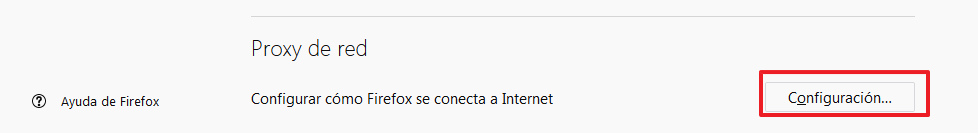 Proxy de red
Ayuda de Firefox
Configurar cómo Firefox se conecta a Internet
Configuración...